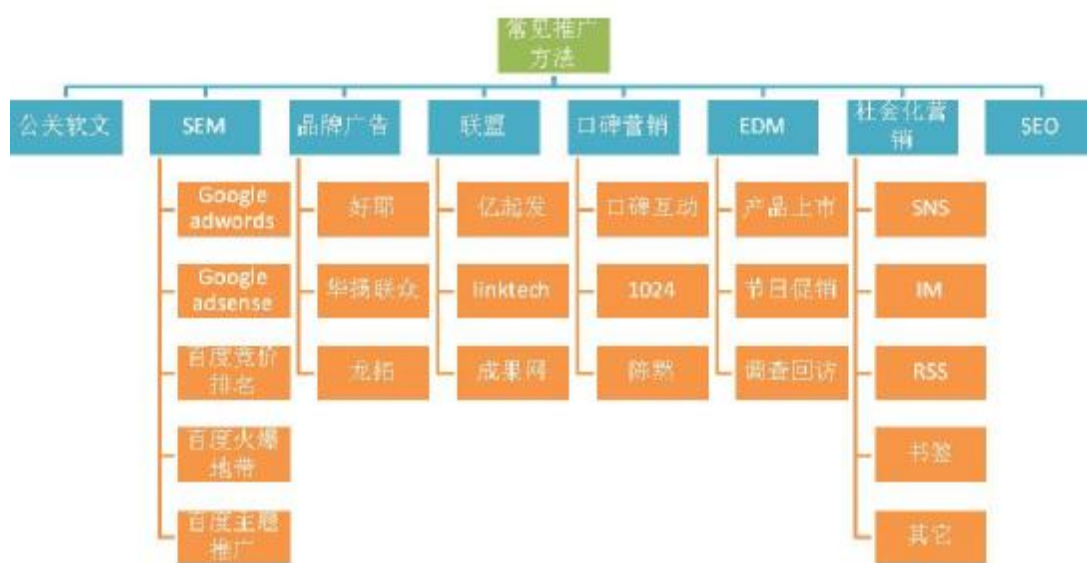 常见推广
方法
公关软文
SEM
品牌广告
联盟
口碑营销
EDM
社会化营
销
SEO
Google
adwords
好耶
亿起发
口碑互动
产品上市
SNS
Google
adsense
华扬联众
linktech
1024
节日促销
IM
百度竞价
排名
龙拓
成果网
陈默
调查回访
RSS
百度火爆
地带
书签
百度主题
推广
其它